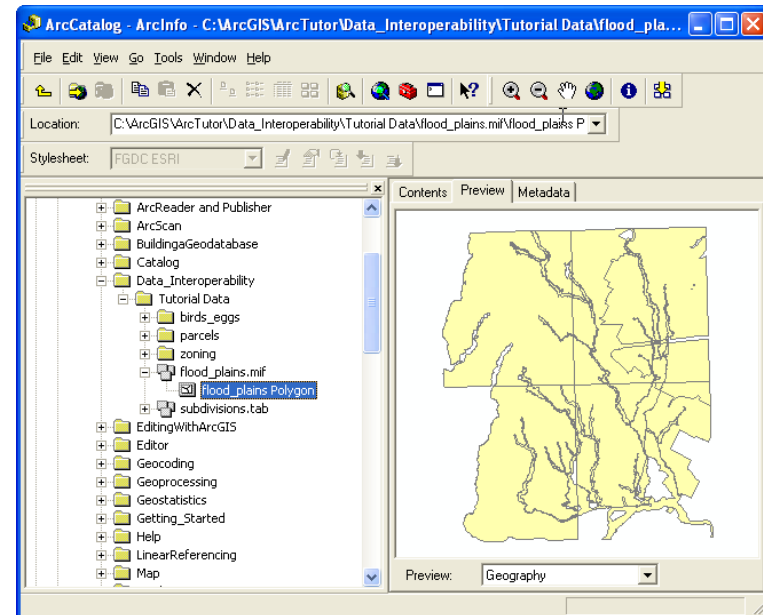 ArcCatalog - ArcInfo - C:\ArcGIS\ArcTutor\Data_Interoperability\Tutorial Data\flood_pla...
File Edit View Go Tools Window Help
Location: C:\ArcGIS\ArcTutor\Data_Interoperability\Tutorial Data\flood_plains.mif\flood_plains P
Stylesheet: FGDC ESRI
Contents Preview Metadata
ArcReader and Publisher
ArcScan
BuildingaGeodatabase
Catalog
Data_Interoperability
Tutorial Data
birds_eggs
parcels
zoning
flood_plains.mif
flood_plains Polygon
subdivisions.tab
EditingWithArcGIS
Editor
Geocoding
Geoprocessing
Geostatistics
Getting_Started
Help
LinearReferencing
Map
Preview: Geography